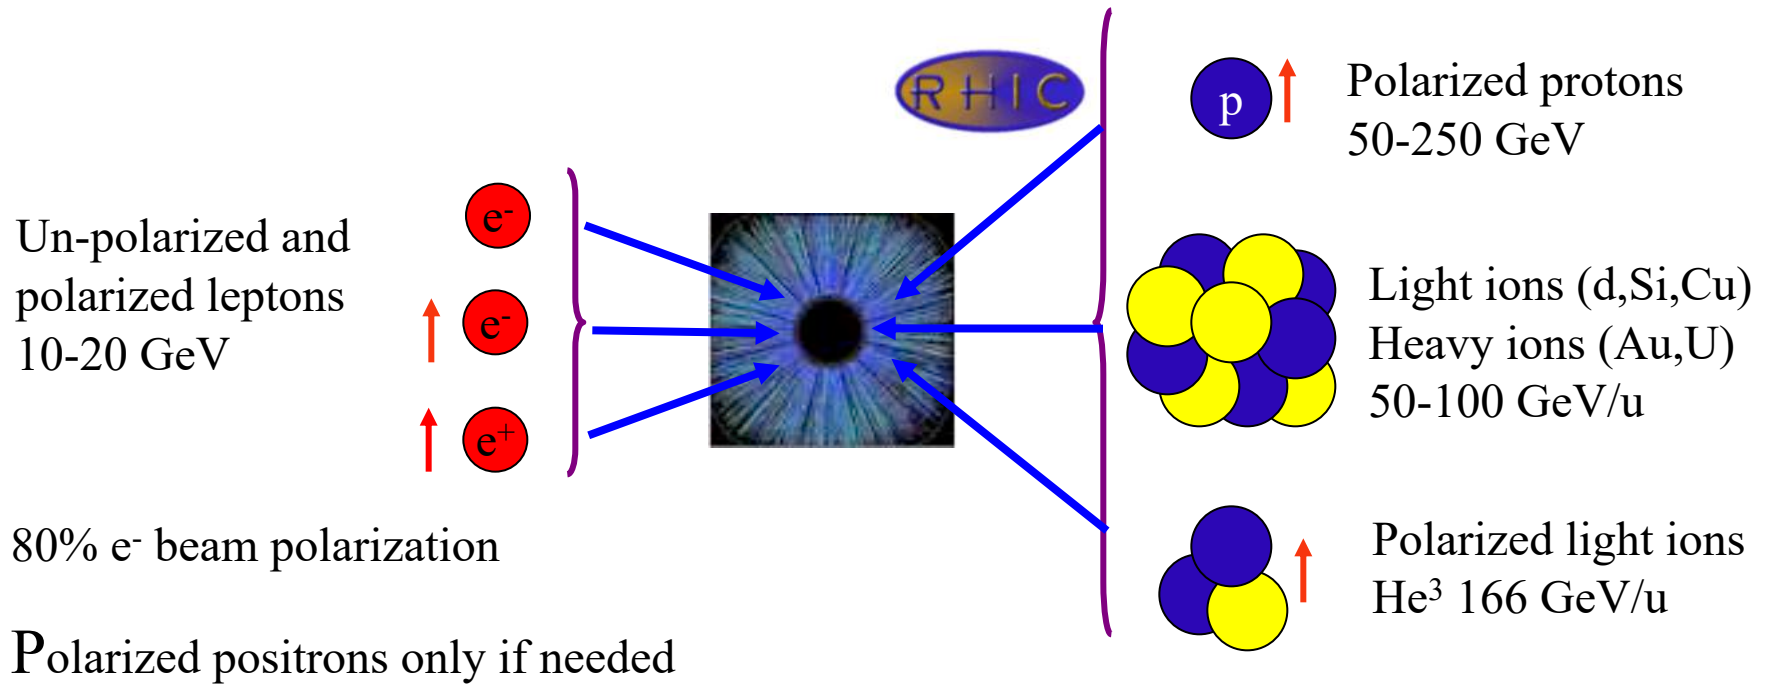 RHIC
p
Polarized protons
50-250 GeV
Un-polarized and
polarized leptons
10-20 GeV
e-
e-
e+
Light ions (d,Si,Cu)
Heavy ions (Au,U)
50-100 GeV/u
80% e- beam polarization
Polarized light ions
He3 166 GeV/u
Polarized positrons only if needed